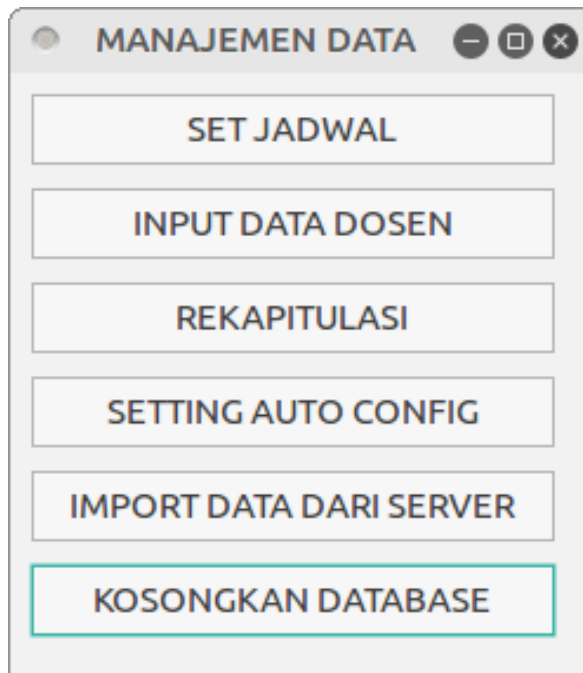 MANAJEMEN DATA
SET JADWAL
INPUT DATA DOSEN
REKAPITULASI
SETTING AUTO CONFIG
IMPORT DATA DARI SERVER
KOSONGKAN DATABASE